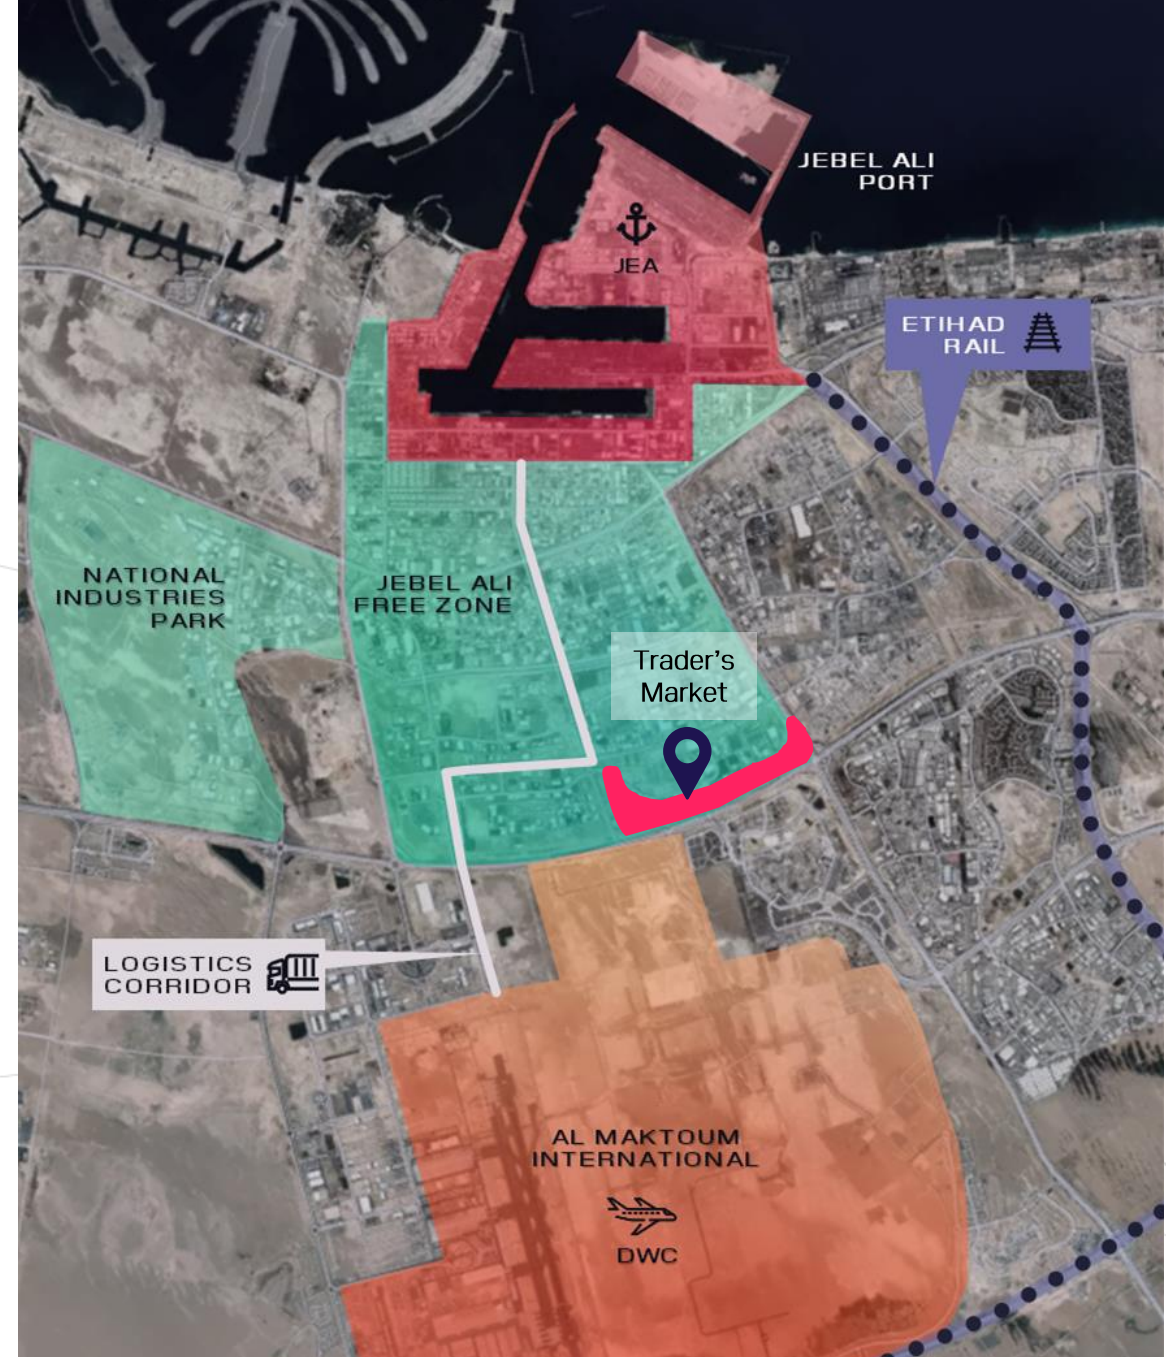 JEBEL ALI
PORT
JEA
ETIHAD
RAIL
NATIONAL
INDUSTRIES
PARK
JEBEL ALI
FREE ZONE
Trader’s
Market
LOGISTICS
CORRIDOR
AL MAKTOUM
INTERNATIONAL
DWC